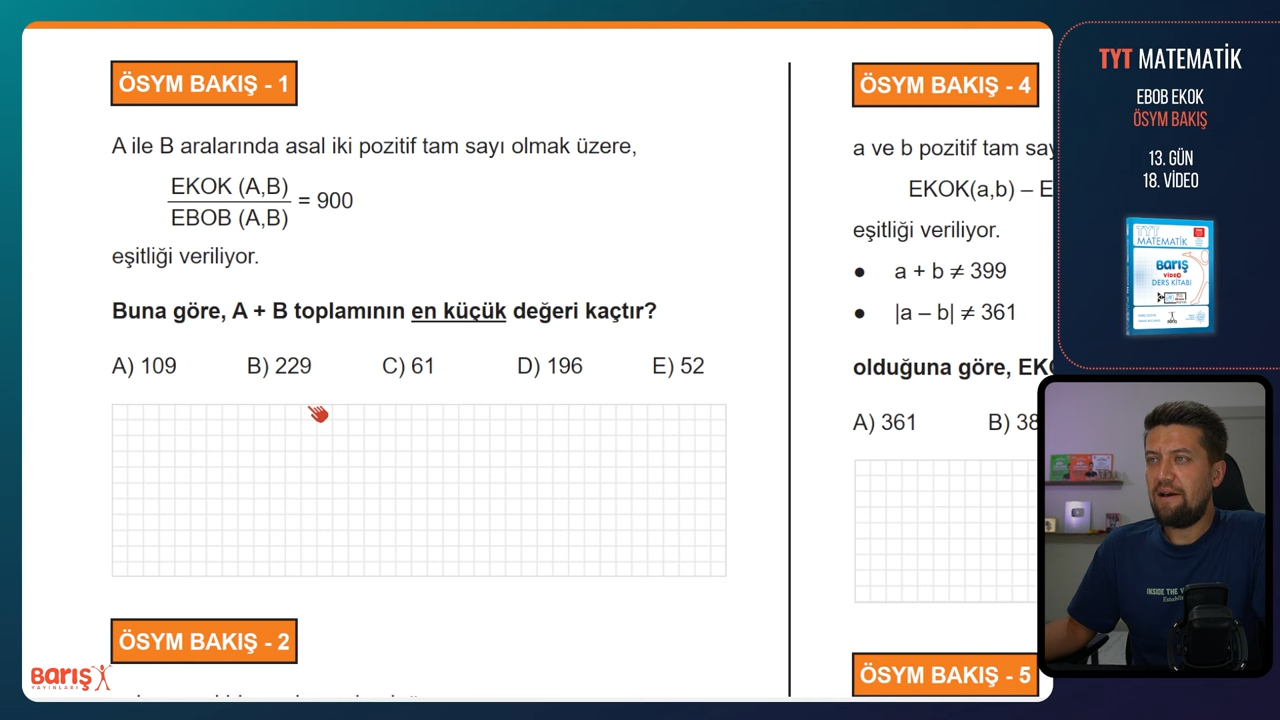 ÖSYM BAKIŞ - 1
A ile B aralarında asal iki pozitif tam sayı olmak üzere,
EKOK (A,B)
EBOB (A,B)
= 900
eşitliği veriliyor.
Buna göre, A + B toplamının en küçük değeri kaçtır?
A) 109 B) 229 C) 61 D) 196 E) 52
ÖSYM BAKIŞ - 2
BARIŞ
YAYINLARI
ÖSYM BAKIŞ - 4
a ve b pozitif tam say
EKOK(a,b) – E
eşitliği veriliyor.
● a + b ≠ 399
● |a – b| ≠ 361
olduğuna göre, EK
A) 361 B) 38
ÖSYM BAKIŞ - 5
TYT MATEMATİK
EBOB EKOK
ÖSYM BAKIŞ
13. GÜN
18. VİDEO
TYT
MATEMATİK
BARIŞ
VİDEO
DERS KİTABI
INSIDE THE